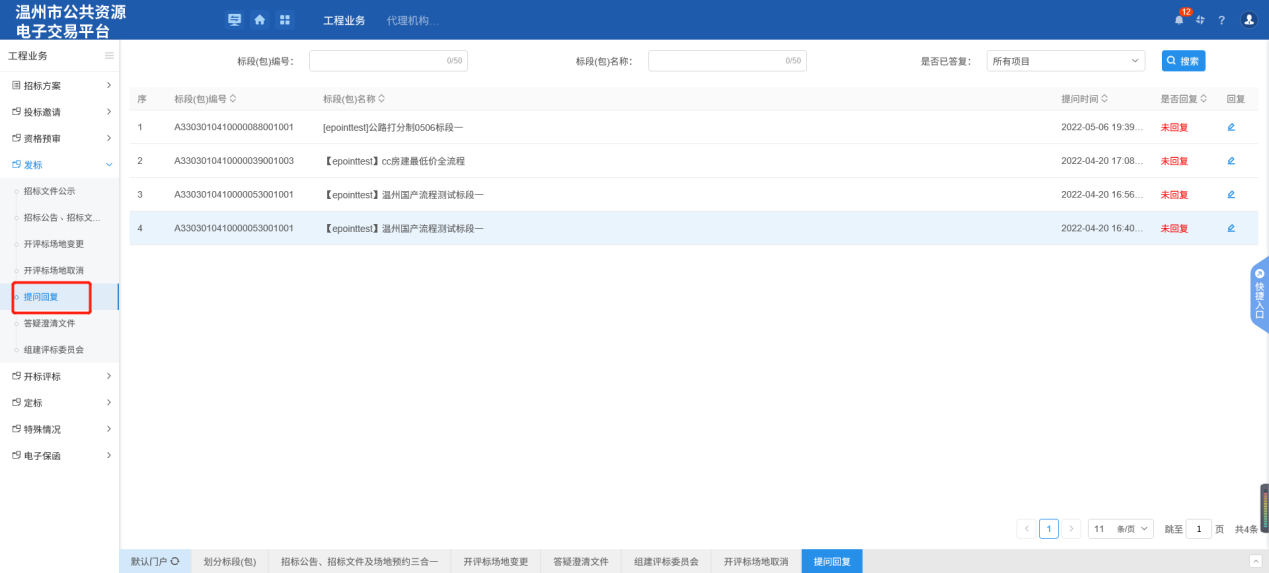 温州市公共资源
电子交易平台
工程业务 代理机构...
12
?
工程业务
招标方案
投标邀请
资格预审
发标
招标文件公示
招标公告、招标文...
开评标场地变更
开评标场地取消
提问回复
答疑澄清文件
组建评标委员会
开标评标
定标
特殊情况
电子保函
标段(包)编号: 0/50 标段(包)名称: 0/50 是否已答复: 所有项目 搜索
序 标段(包)编号 标段(包)名称 提问时间 是否回复 回复
1 A3303010410000088001001 [epointtest]公路打分制0506标段一 2022-05-06 19:39... 未回复
2 A3303010410000039001003 【epointtest】cc房建最低价全流程 2022-04-20 17:08... 未回复
3 A3303010410000053001001 【epointtest】温州国产流程测试标段一 2022-04-20 16:56... 未回复
4 A3303010410000053001001 【epointtest】温州国产流程测试标段一 2022-04-20 16:40... 未回复
快捷入口
1 11 条/页 跳至 1 页 共4条
默认门户 划分标段(包) 招标公告、招标文件及场地预约三合一 开评标场地变更 答疑澄清文件 组建评标委员会 开评标场地取消 提问回复